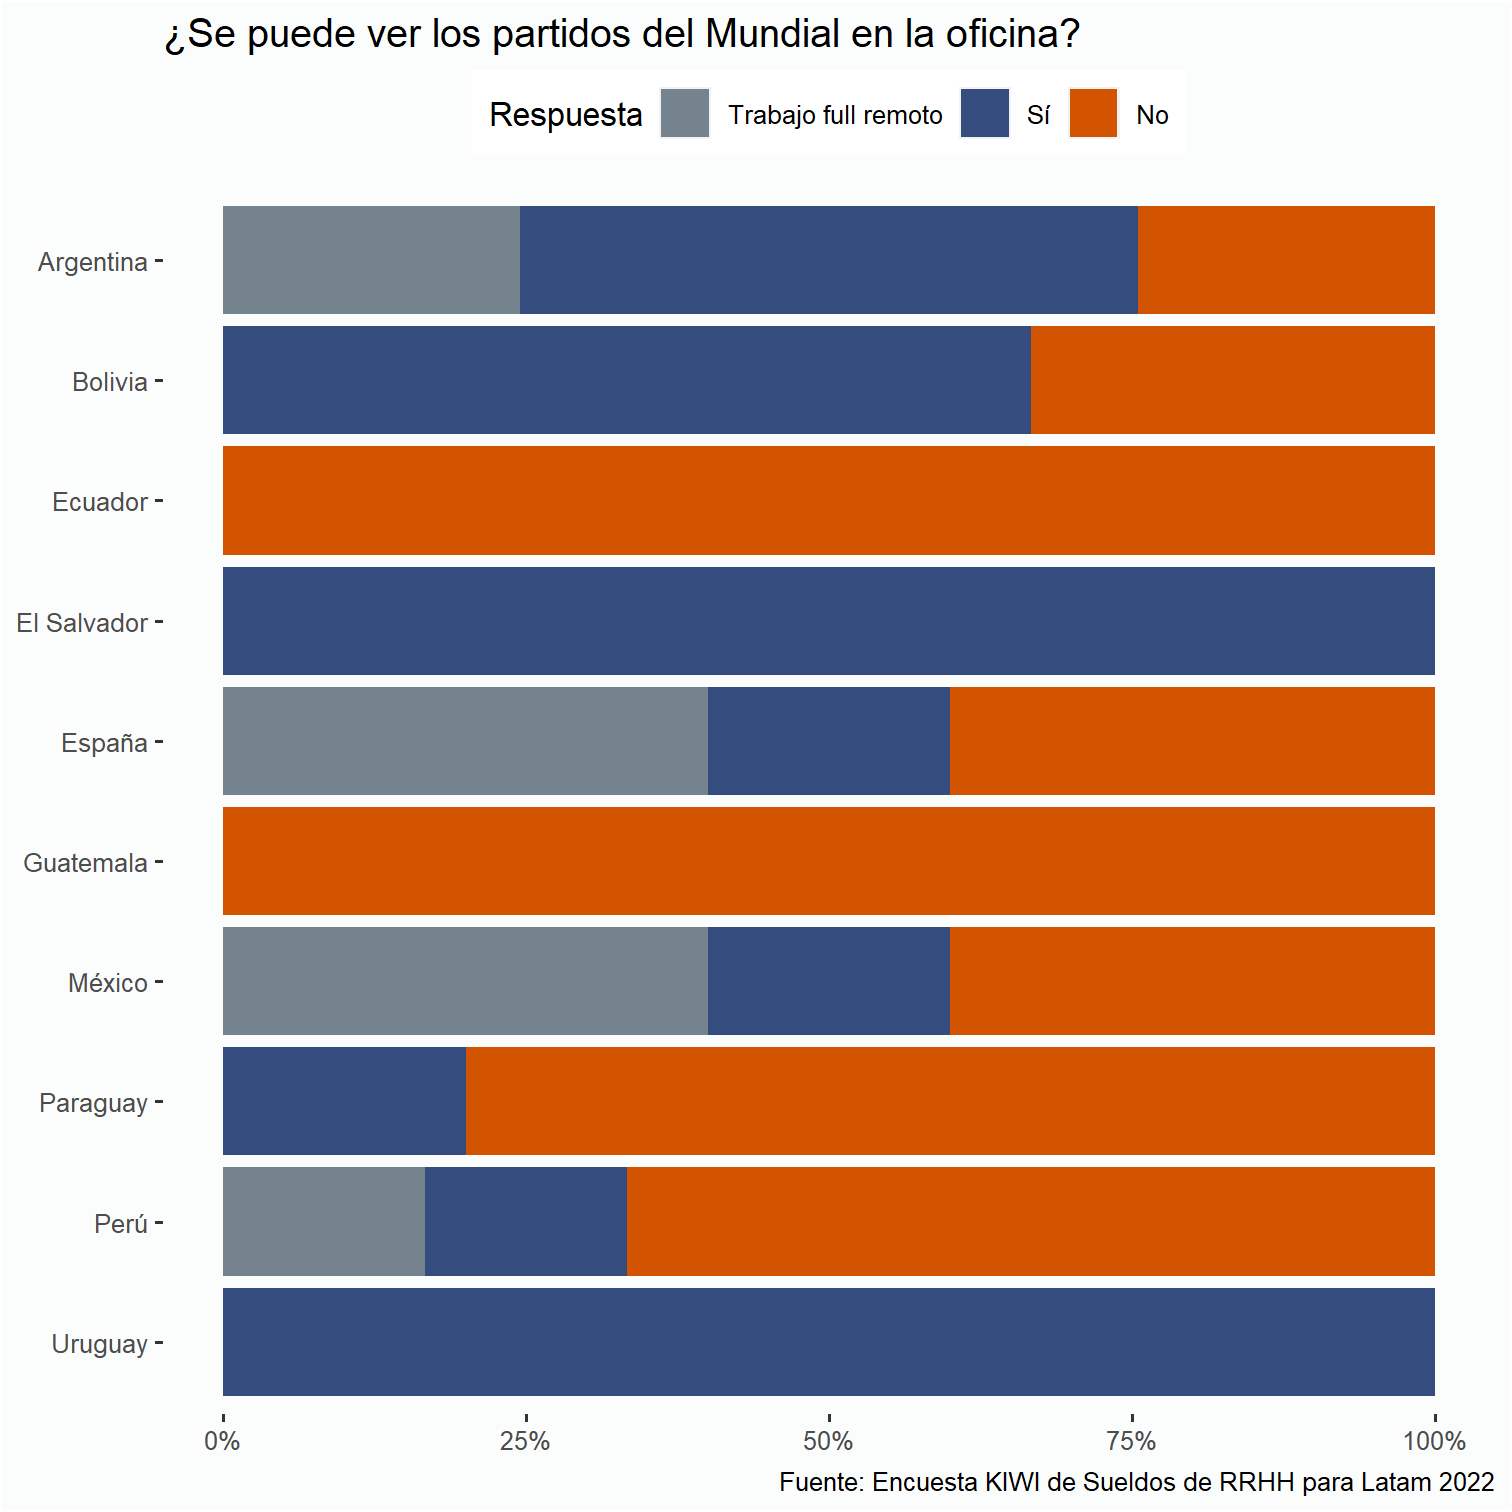 ¿Se puede ver los partidos del Mundial en la oficina?
Respuesta Trabajo full remoto Sí No
Argentina
Bolivia
Ecuador
El Salvador
España
Guatemala
México
Paraguay
Perú
Uruguay
0% 25% 50% 75% 100%
Fuente: Encuesta KIWI de Sueldos de RRHH para Latam 2022